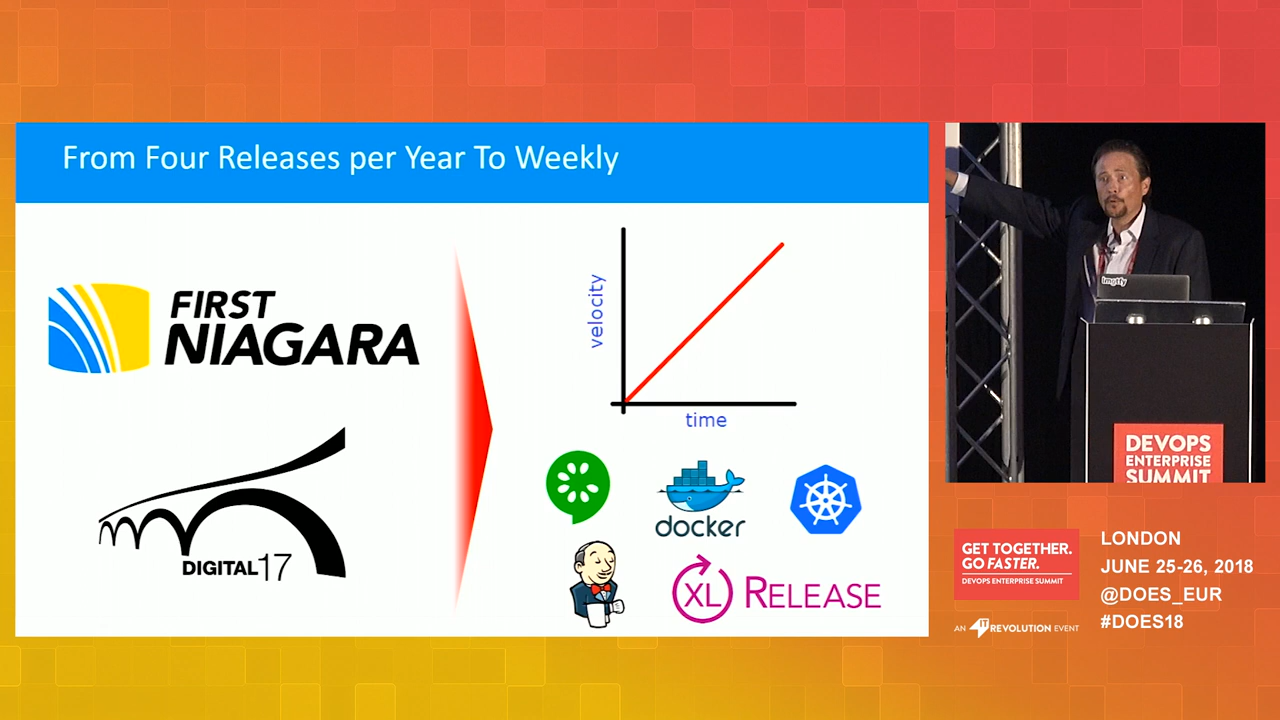 From Four Releases per Year To Weekly
FIRST
NIAGARA
DIGITAL17
velocity
time
docker
XL RELEASE
imgfly
DEVOPS
ENTERPRISE
SUMMIT
GET TOGETHER.
GO FASTER.
DEVOPS ENTERPRISE SUMMIT
AN IT REVOLUTION EVENT
LONDON
JUNE 25-26, 2018
@DOES_EUR
#DOES18